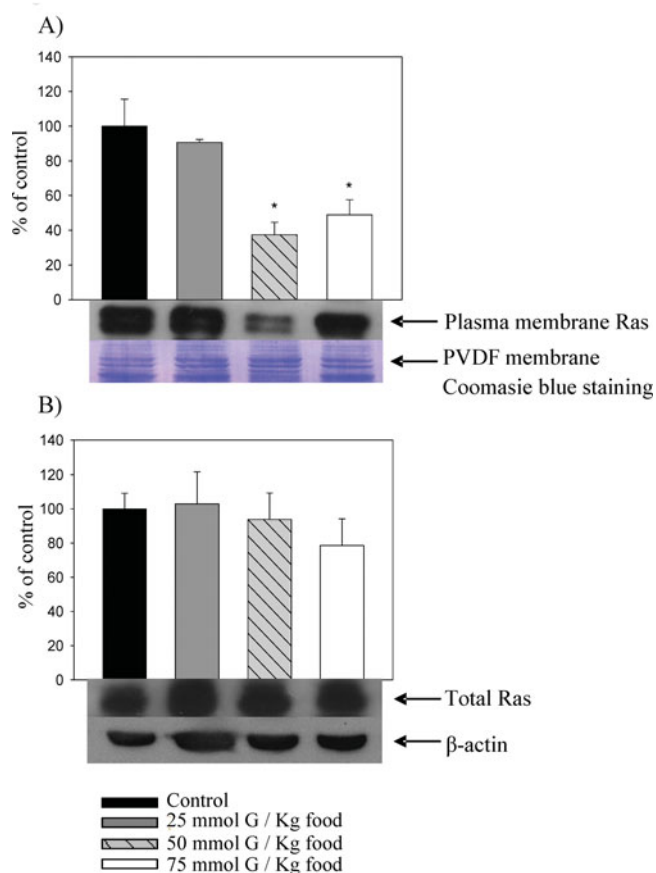 A)
% of control
140
120
100
80
60
40
20
0
*
*
Plasma membrane Ras
PVDF membrane
Coomasie blue staining
B)
% of control
140
120
100
80
60
40
20
0
Total Ras
β-actin
Control
25 mmol G / Kg food
50 mmol G / Kg food
75 mmol G / Kg food